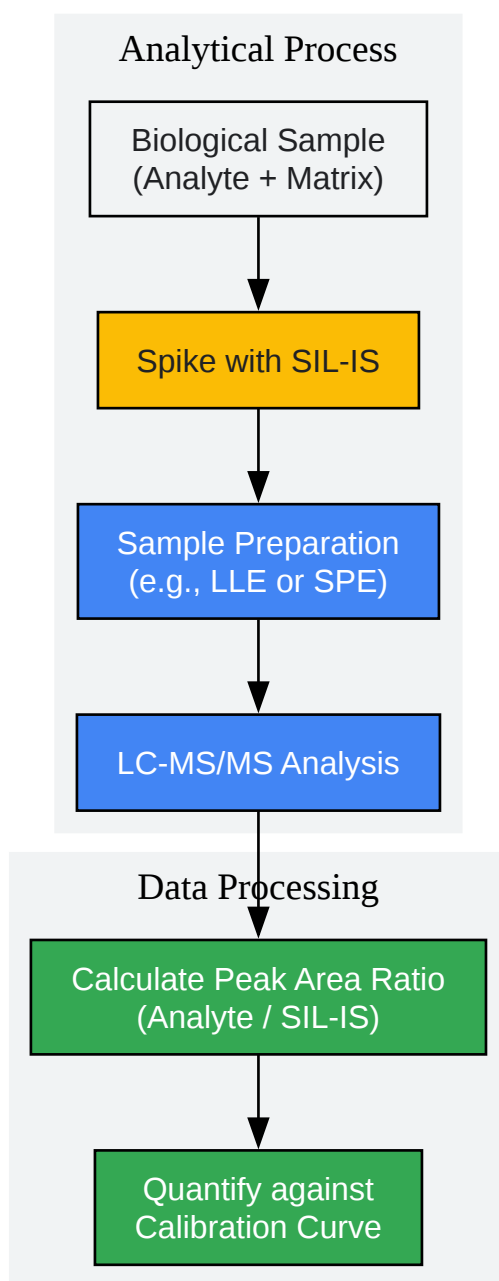 Analytical Process
Biological Sample
(Analyte + Matrix)
Spike with SIL-IS
Sample Preparation
(e.g., LLE or SPE)
LC-MS/MS Analysis
Data Processing
Calculate Peak Area Ratio
(Analyte / SIL-IS)
Quantify against
Calibration Curve